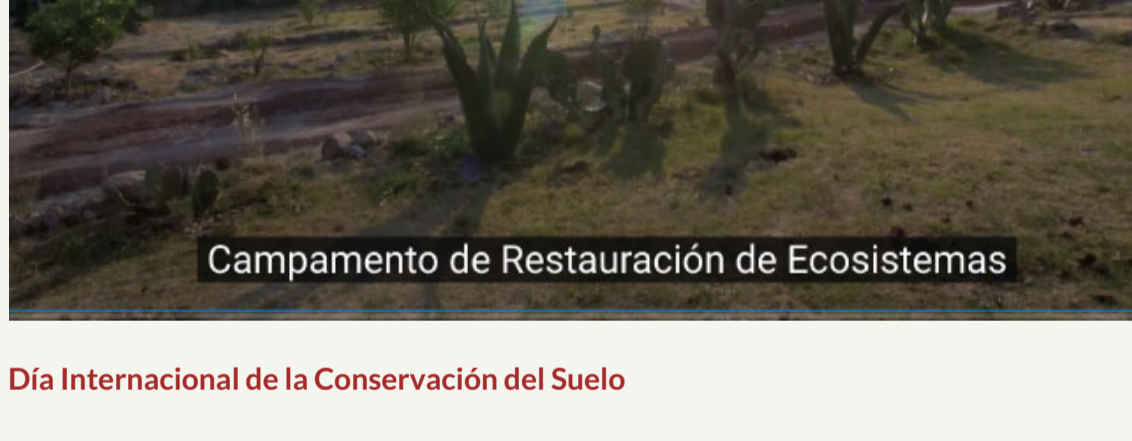 Campamento de Restauración de Ecosistemas
Día Internacional de la Conservación del Suelo